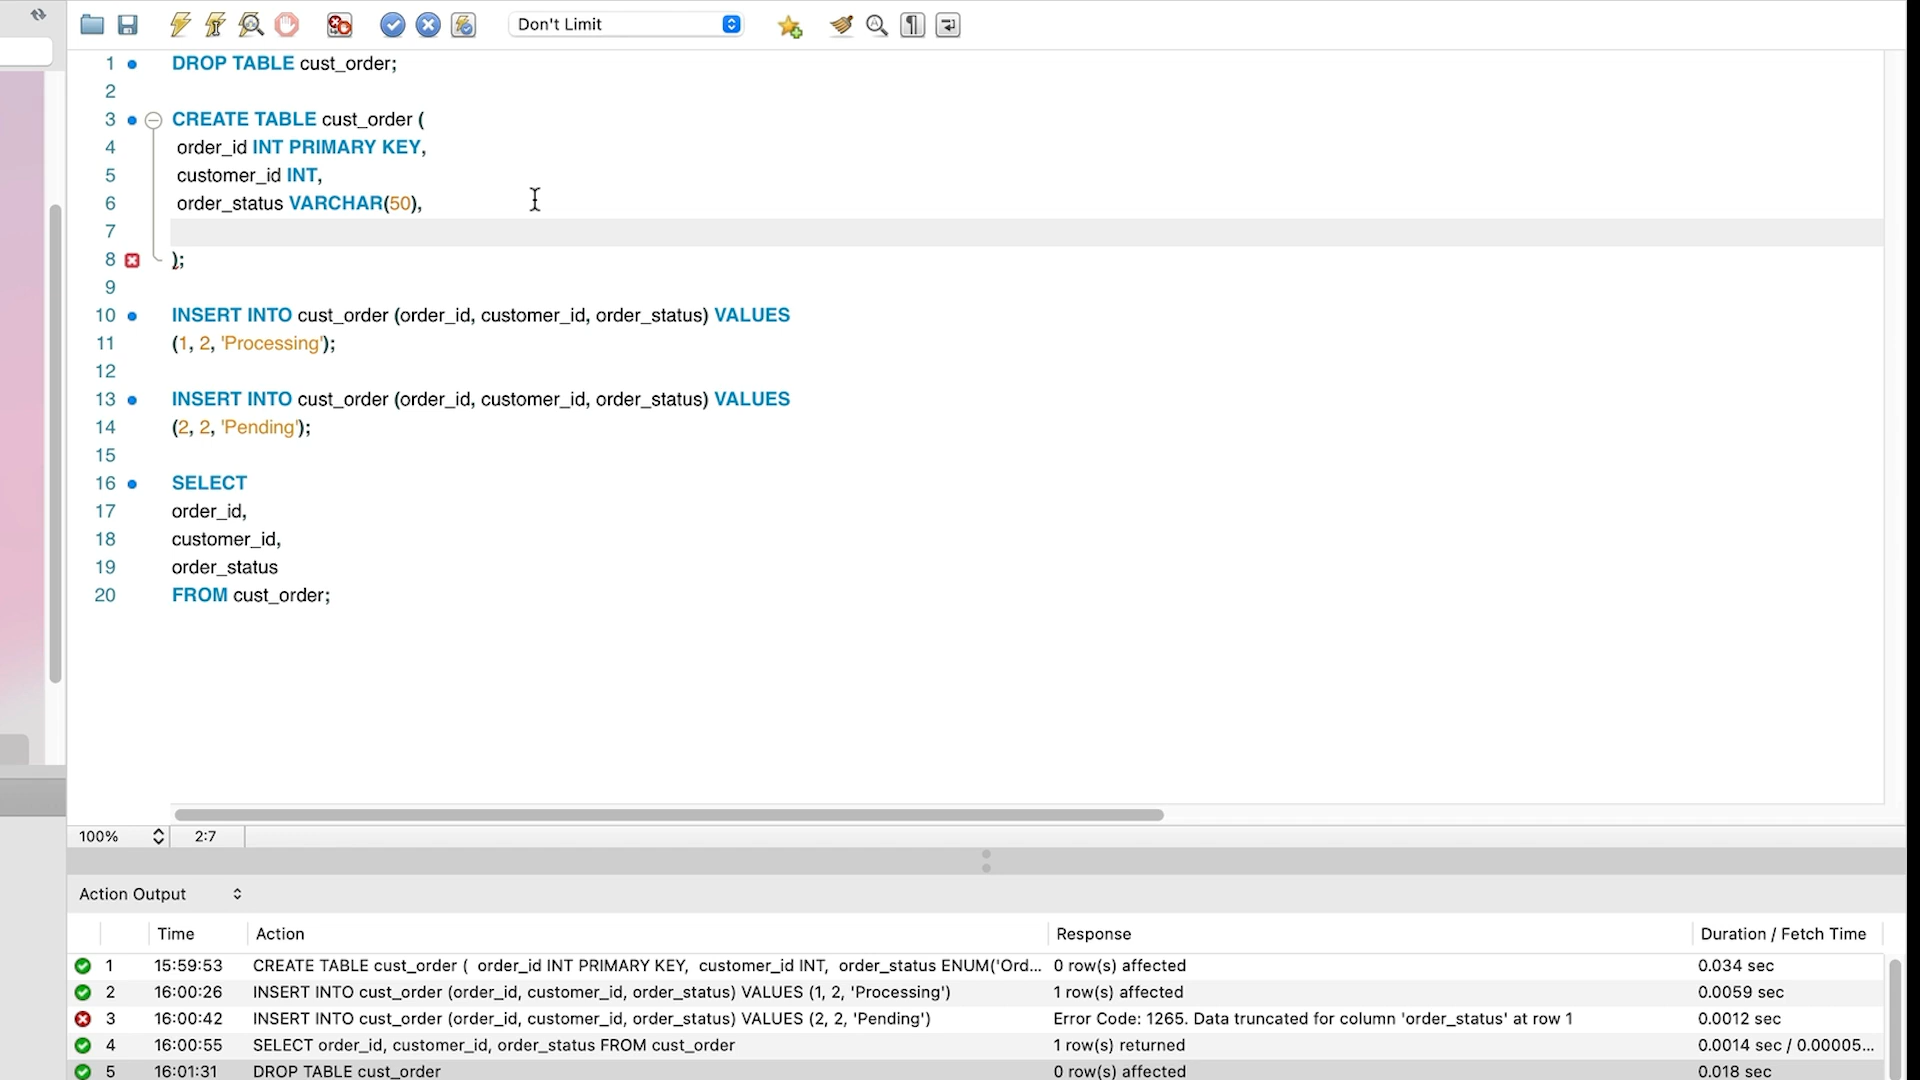 Don't Limit
1 DROP TABLE cust_order;
2
3 CREATE TABLE cust_order (
4 order_id INT PRIMARY KEY,
5 customer_id INT,
6 order_status VARCHAR(50),
7
8 );
9
10 INSERT INTO cust_order (order_id, customer_id, order_status) VALUES
11 (1, 2, 'Processing');
12
13 INSERT INTO cust_order (order_id, customer_id, order_status) VALUES
14 (2, 2, 'Pending');
15
16 SELECT
17 order_id,
18 customer_id,
19 order_status
20 FROM cust_order;
100% 2:7
Action Output
Time Action Response Duration / Fetch Time
1 15:59:53 CREATE TABLE cust_order ( order_id INT PRIMARY KEY, customer_id INT, order_status ENUM('Ord... 0 row(s) affected 0.034 sec
2 16:00:26 INSERT INTO cust_order (order_id, customer_id, order_status) VALUES (1, 2, 'Processing') 1 row(s) affected 0.0059 sec
3 16:00:42 INSERT INTO cust_order (order_id, customer_id, order_status) VALUES (2, 2, 'Pending') Error Code: 1265. Data truncated for column 'order_status' at row 1 0.0012 sec
4 16:00:55 SELECT order_id, customer_id, order_status FROM cust_order 1 row(s) returned 0.0014 sec / 0.00005...
5 16:01:31 DROP TABLE cust_order 0 row(s) affected 0.018 sec